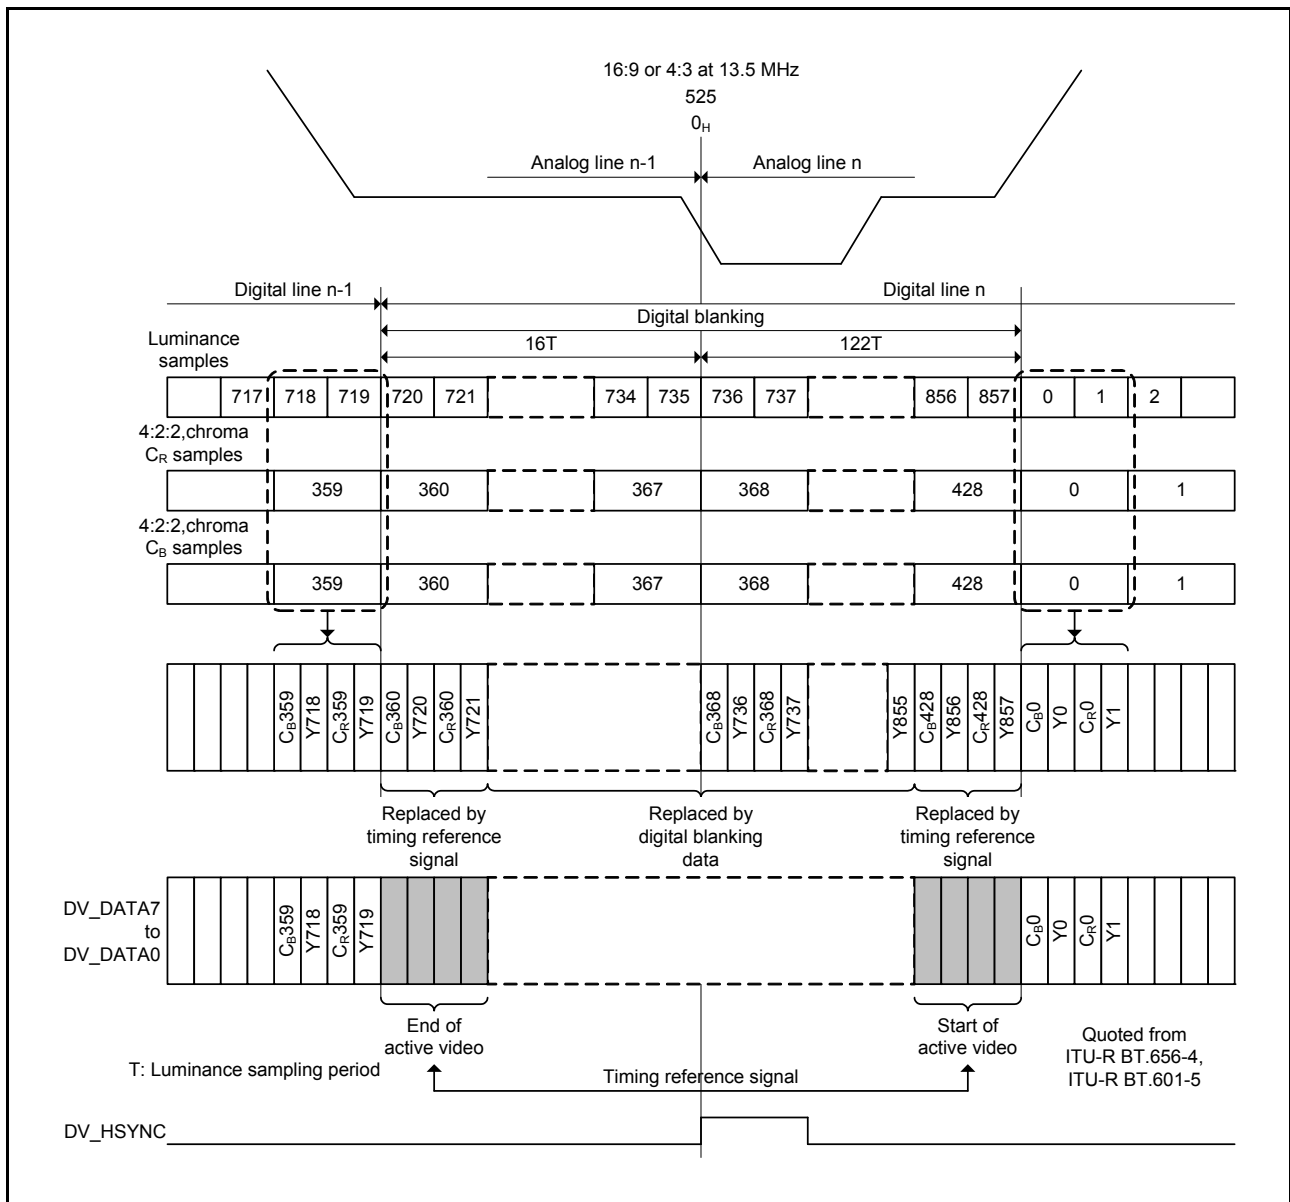 16:9 or 4:3 at 13.5 MHz
525
0H
Analog line n-1
Analog line n
Digital line n-1
Digital line n
Digital blanking
16T
122T
Luminance
samples
717 718 719 720 721 734 735 736 737 856 857 0 1 2
4:2:2,chroma
CR samples
359 360 367 368 428 0 1
4:2:2,chroma
CB samples
359 360 367 368 428 0 1
CB359 Y718 CR359 Y719 CB360 Y720 CR360 Y721 CB368 Y736 CR368 Y737 Y855 CB428 Y856 CR428 Y857 CB0 Y0 CR0 Y1
Replaced by
timing reference
signal
Replaced by
digital blanking
data
Replaced by
timing reference
signal
DV_DATA7
to
DV_DATA0
CB359 Y718 CR359 Y719 CB0 Y0 CR0 Y1
End of
active video
Start of
active video
Quoted from
ITU-R BT.656-4,
ITU-R BT.601-5
T: Luminance sampling period
Timing reference signal
DV_HSYNC